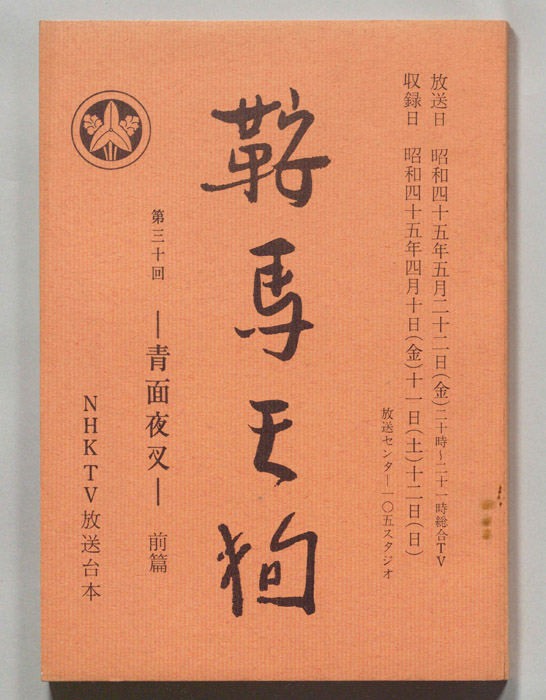 放送日 昭和四十五年五月二十二日(金)二十時〜二十一時総合TV
収録日 昭和四十五年四月十日(金)十一日(土)十二日(日)
放送センター一〇五スタジオ
鞍馬天狗
第三十回
―青面夜叉― 前篇
NHKTV放送台本